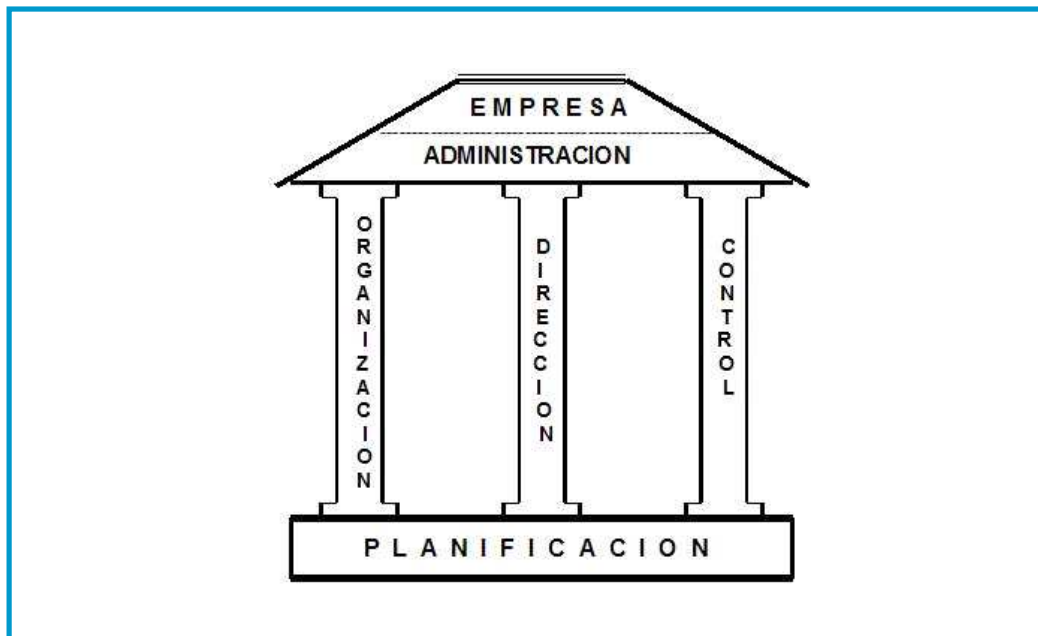 EMPRESA
ADMINISTRACION
ORGANIZACION
DIRECCION
CONTROL
PLANIFICACION